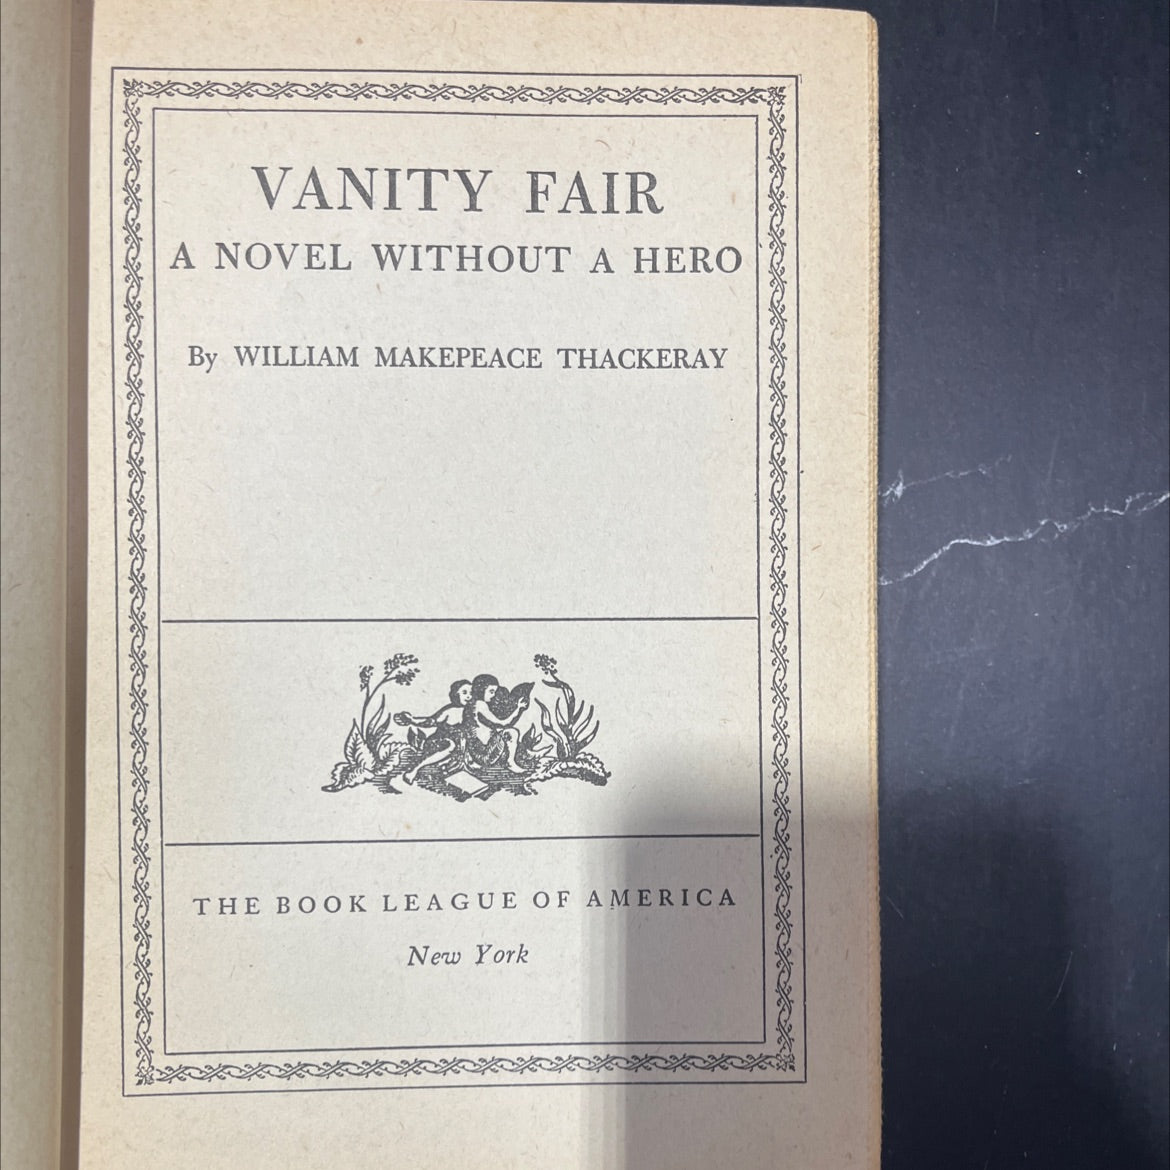 VANITY FAIR
A NOVEL WITHOUT A HERO
By WILLIAM MAKEPEACE THACKERAY
THE BOOK LEAGUE OF AMERICA
New York